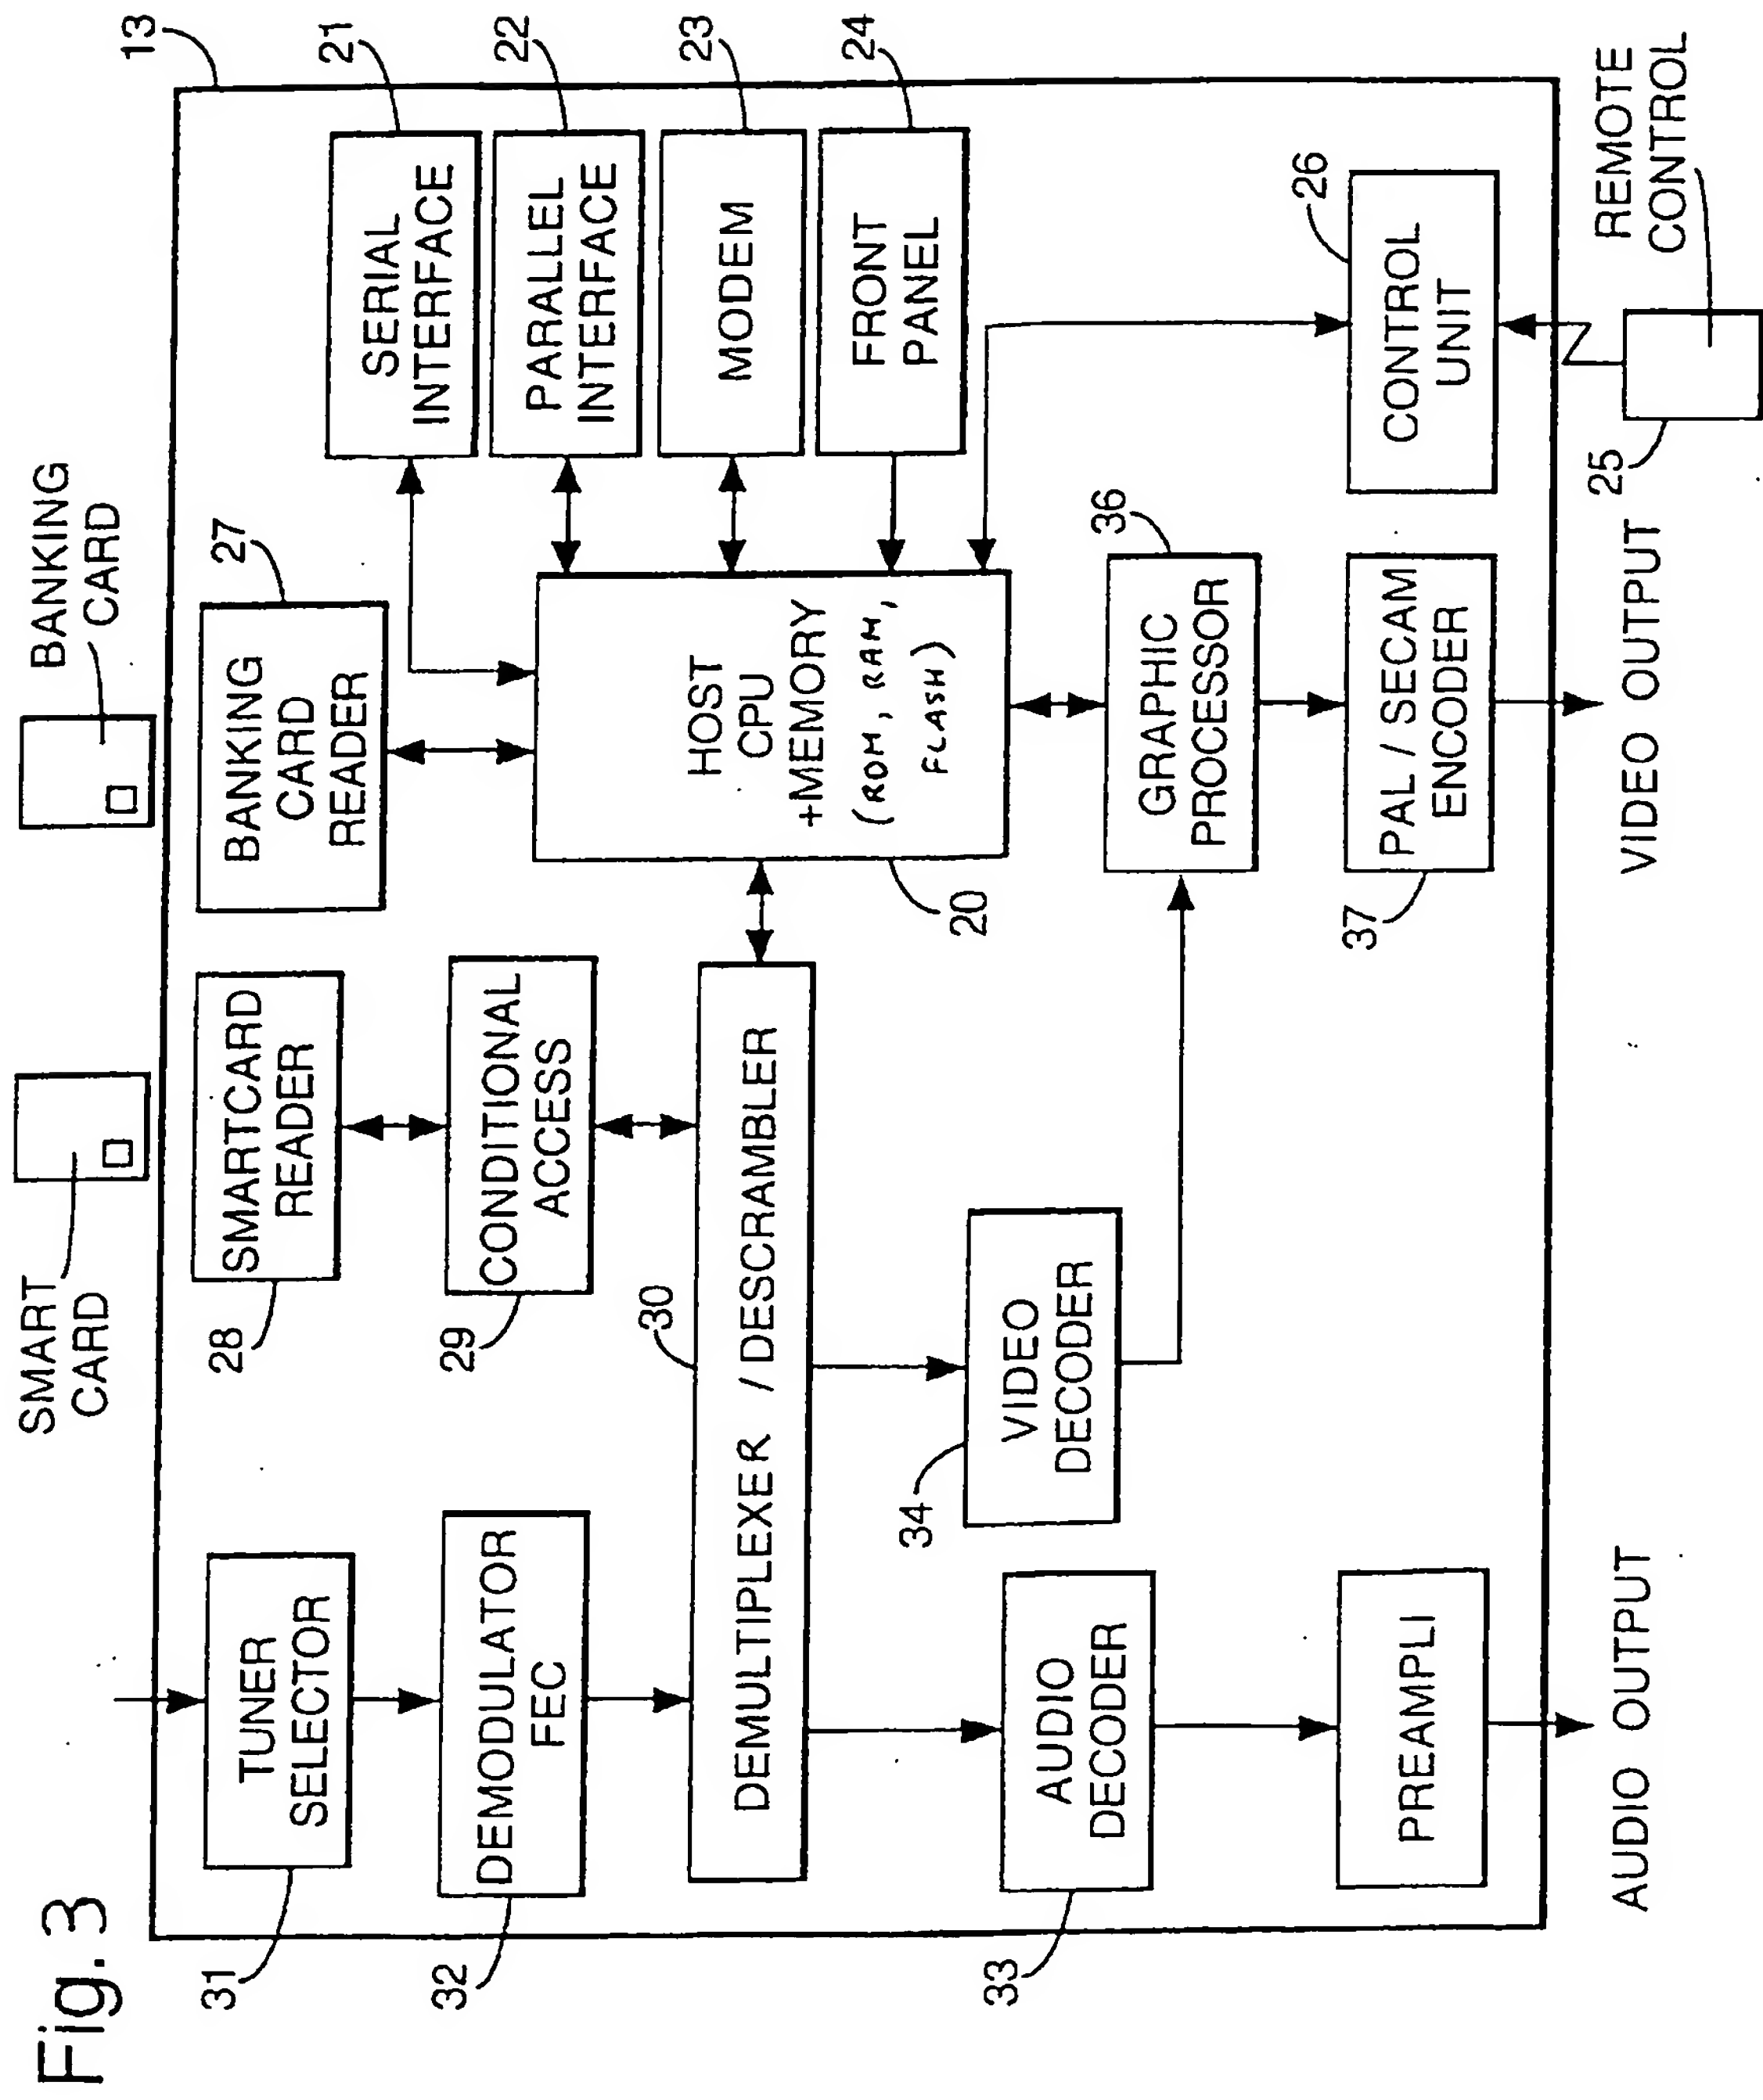 Fig. 3
SMART
CARD
BANKING
CARD
13
31
TUNER
SELECTOR
28
SMARTCARD
READER
27
BANKING
CARD
READER
21
SERIAL
INTERFACE
32
DEMODULATOR
FEC
29
CONDITIONAL
ACCESS
22
PARALLEL
INTERFACE
30
DEMULTIPLEXER / DESCRAMBLER
20
HOST
CPU
+MEMORY
(ROM, RAM,
FLASH)
23
MODEM
24
FRONT
PANEL
33
AUDIO
DECODER
34
VIDEO
DECODER
36
GRAPHIC
PROCESSOR
26
CONTROL
UNIT
PREAMPLI
37
PAL / SECAM
ENCODER
25
REMOTE
CONTROL
AUDIO OUTPUT
VIDEO OUTPUT